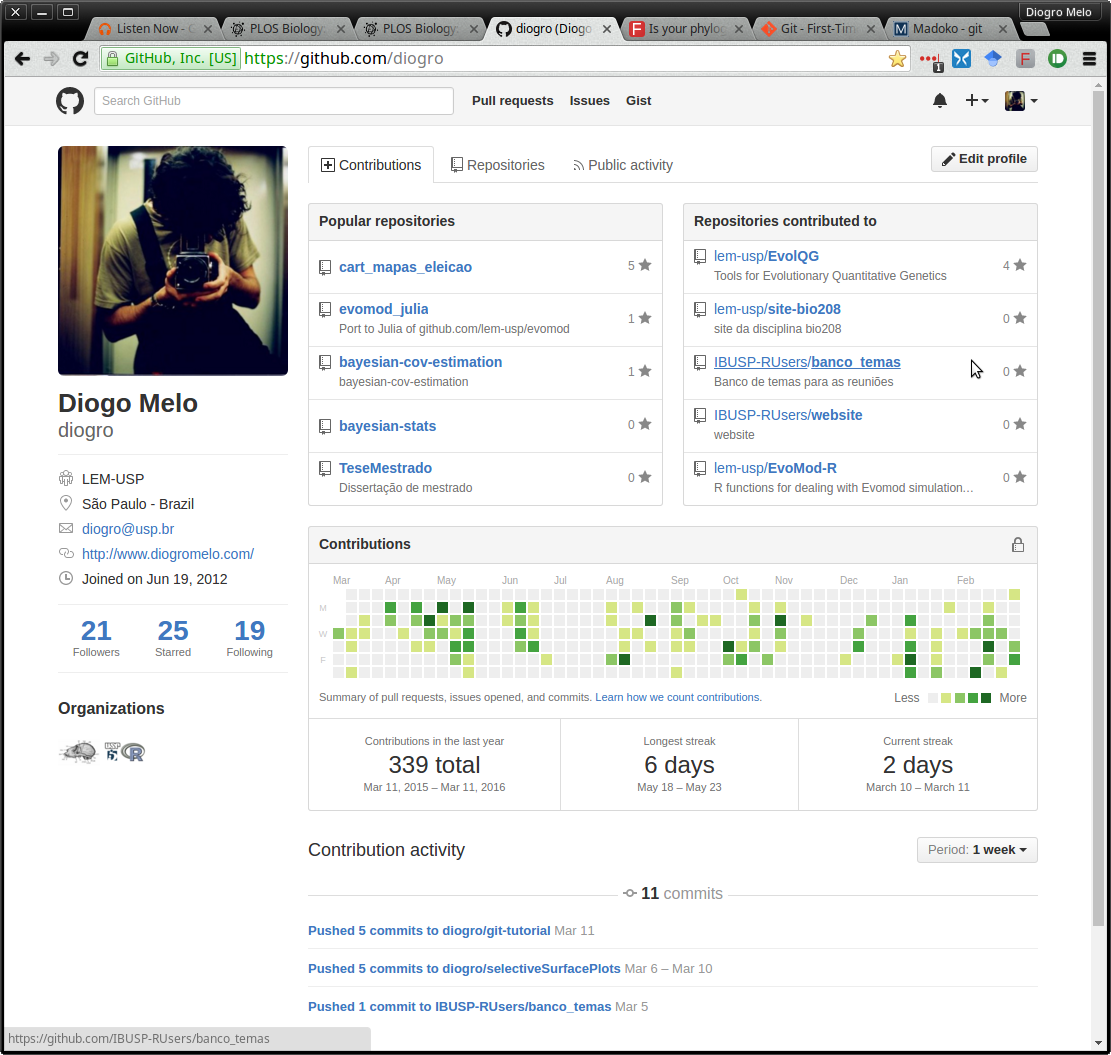 Diogro Melo
Listen Now - G
PLOS Biology:
PLOS Biology:
diogro (Diogo
Is your phylog
Git - First-Tim
Madoko - git
GitHub, Inc. [US] https://github.com/diogro
Search GitHub
Pull requests Issues Gist
Contributions Repositories Public activity
Edit profile
Popular repositories
cart_mapas_eleicao 5
evomod_julia
Port to Julia of github.com/lem-usp/evomod
1
bayesian-cov-estimation
bayesian-cov-estimation
1
bayesian-stats 0
TeseMestrado
Dissertação de mestrado
0
Repositories contributed to
lem-usp/EvolQG
Tools for Evolutionary Quantitative Genetics
4
lem-usp/site-bio208
site da disciplina bio208
0
IBUSP-RUsers/banco_temas
Banco de temas para as reuniões
0
IBUSP-RUsers/website
website
0
lem-usp/EvoMod-R
R functions for dealing with Evomod simulation…
0
Diogo Melo
diogro
LEM-USP
São Paulo - Brazil
diogro@usp.br
http://www.diogromelo.com/
Joined on Jun 19, 2012
21 25 19
Followers Starred Following
Organizations
Contributions
Mar Apr May Jun Jul Aug Sep Oct Nov Dec Jan Feb
M
W
F
Summary of pull requests, issues opened, and commits. Learn how we count contributions.
Less More
Contributions in the last year
339 total
Mar 11, 2015 – Mar 11, 2016
Longest streak
6 days
May 18 – May 23
Current streak
2 days
March 10 – March 11
Contribution activity
Period: 1 week
11 commits
Pushed 5 commits to diogro/git-tutorial Mar 11
Pushed 5 commits to diogro/selectiveSurfacePlots Mar 6 – Mar 10
Pushed 1 commit to IBUSP-RUsers/banco_temas Mar 5
https://github.com/IBUSP-RUsers/banco_temas